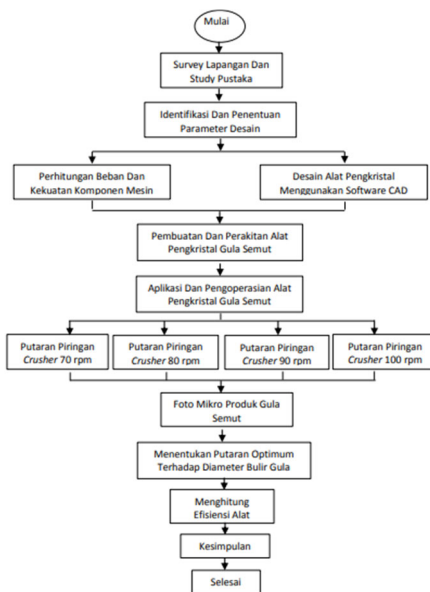 Mulai
Survey Lapangan Dan
Study Pustaka
Identifikasi Dan Penentuan
Parameter Desain
Perhitungan Beban Dan
Kekuatan Komponen Mesin
Desain Alat Pengkristal
Menggunakan Software CAD
Pembuatan Dan Perakitan Alat
Pengkristal Gula Semut
Aplikasi Dan Pengoperasian Alat
Pengkristal Gula Semut
Putaran Piringan
Crusher 70 rpm
Putaran Piringan
Crusher 80 rpm
Putaran Piringan
Crusher 90 rpm
Putaran Piringan
Crusher 100 rpm
Foto Mikro Produk Gula
Semut
Menentukan Putaran Optimum
Terhadap Diameter Bulir Gula
Menghitung
Efisiensi Alat
Kesimpulan
Selesai